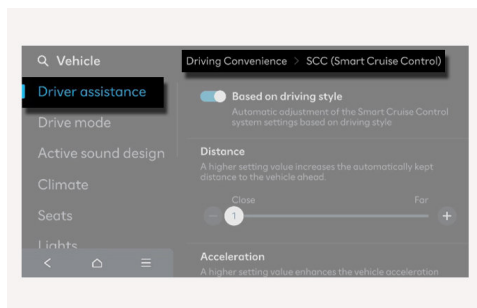 Vehicle
Driver assistance
Drive mode
Active sound design
Climate
Seats
Lights
Driving Convenience > SCC (Smart Cruise Control)
Based on driving style
Automatic adjustment of the Smart Cruise Control
system settings based on driving style
Distance
A higher setting value increases the automatically kept
distance to the vehicle ahead.
Close Far
1
Acceleration
A higher setting value enhances the vehicle acceleration